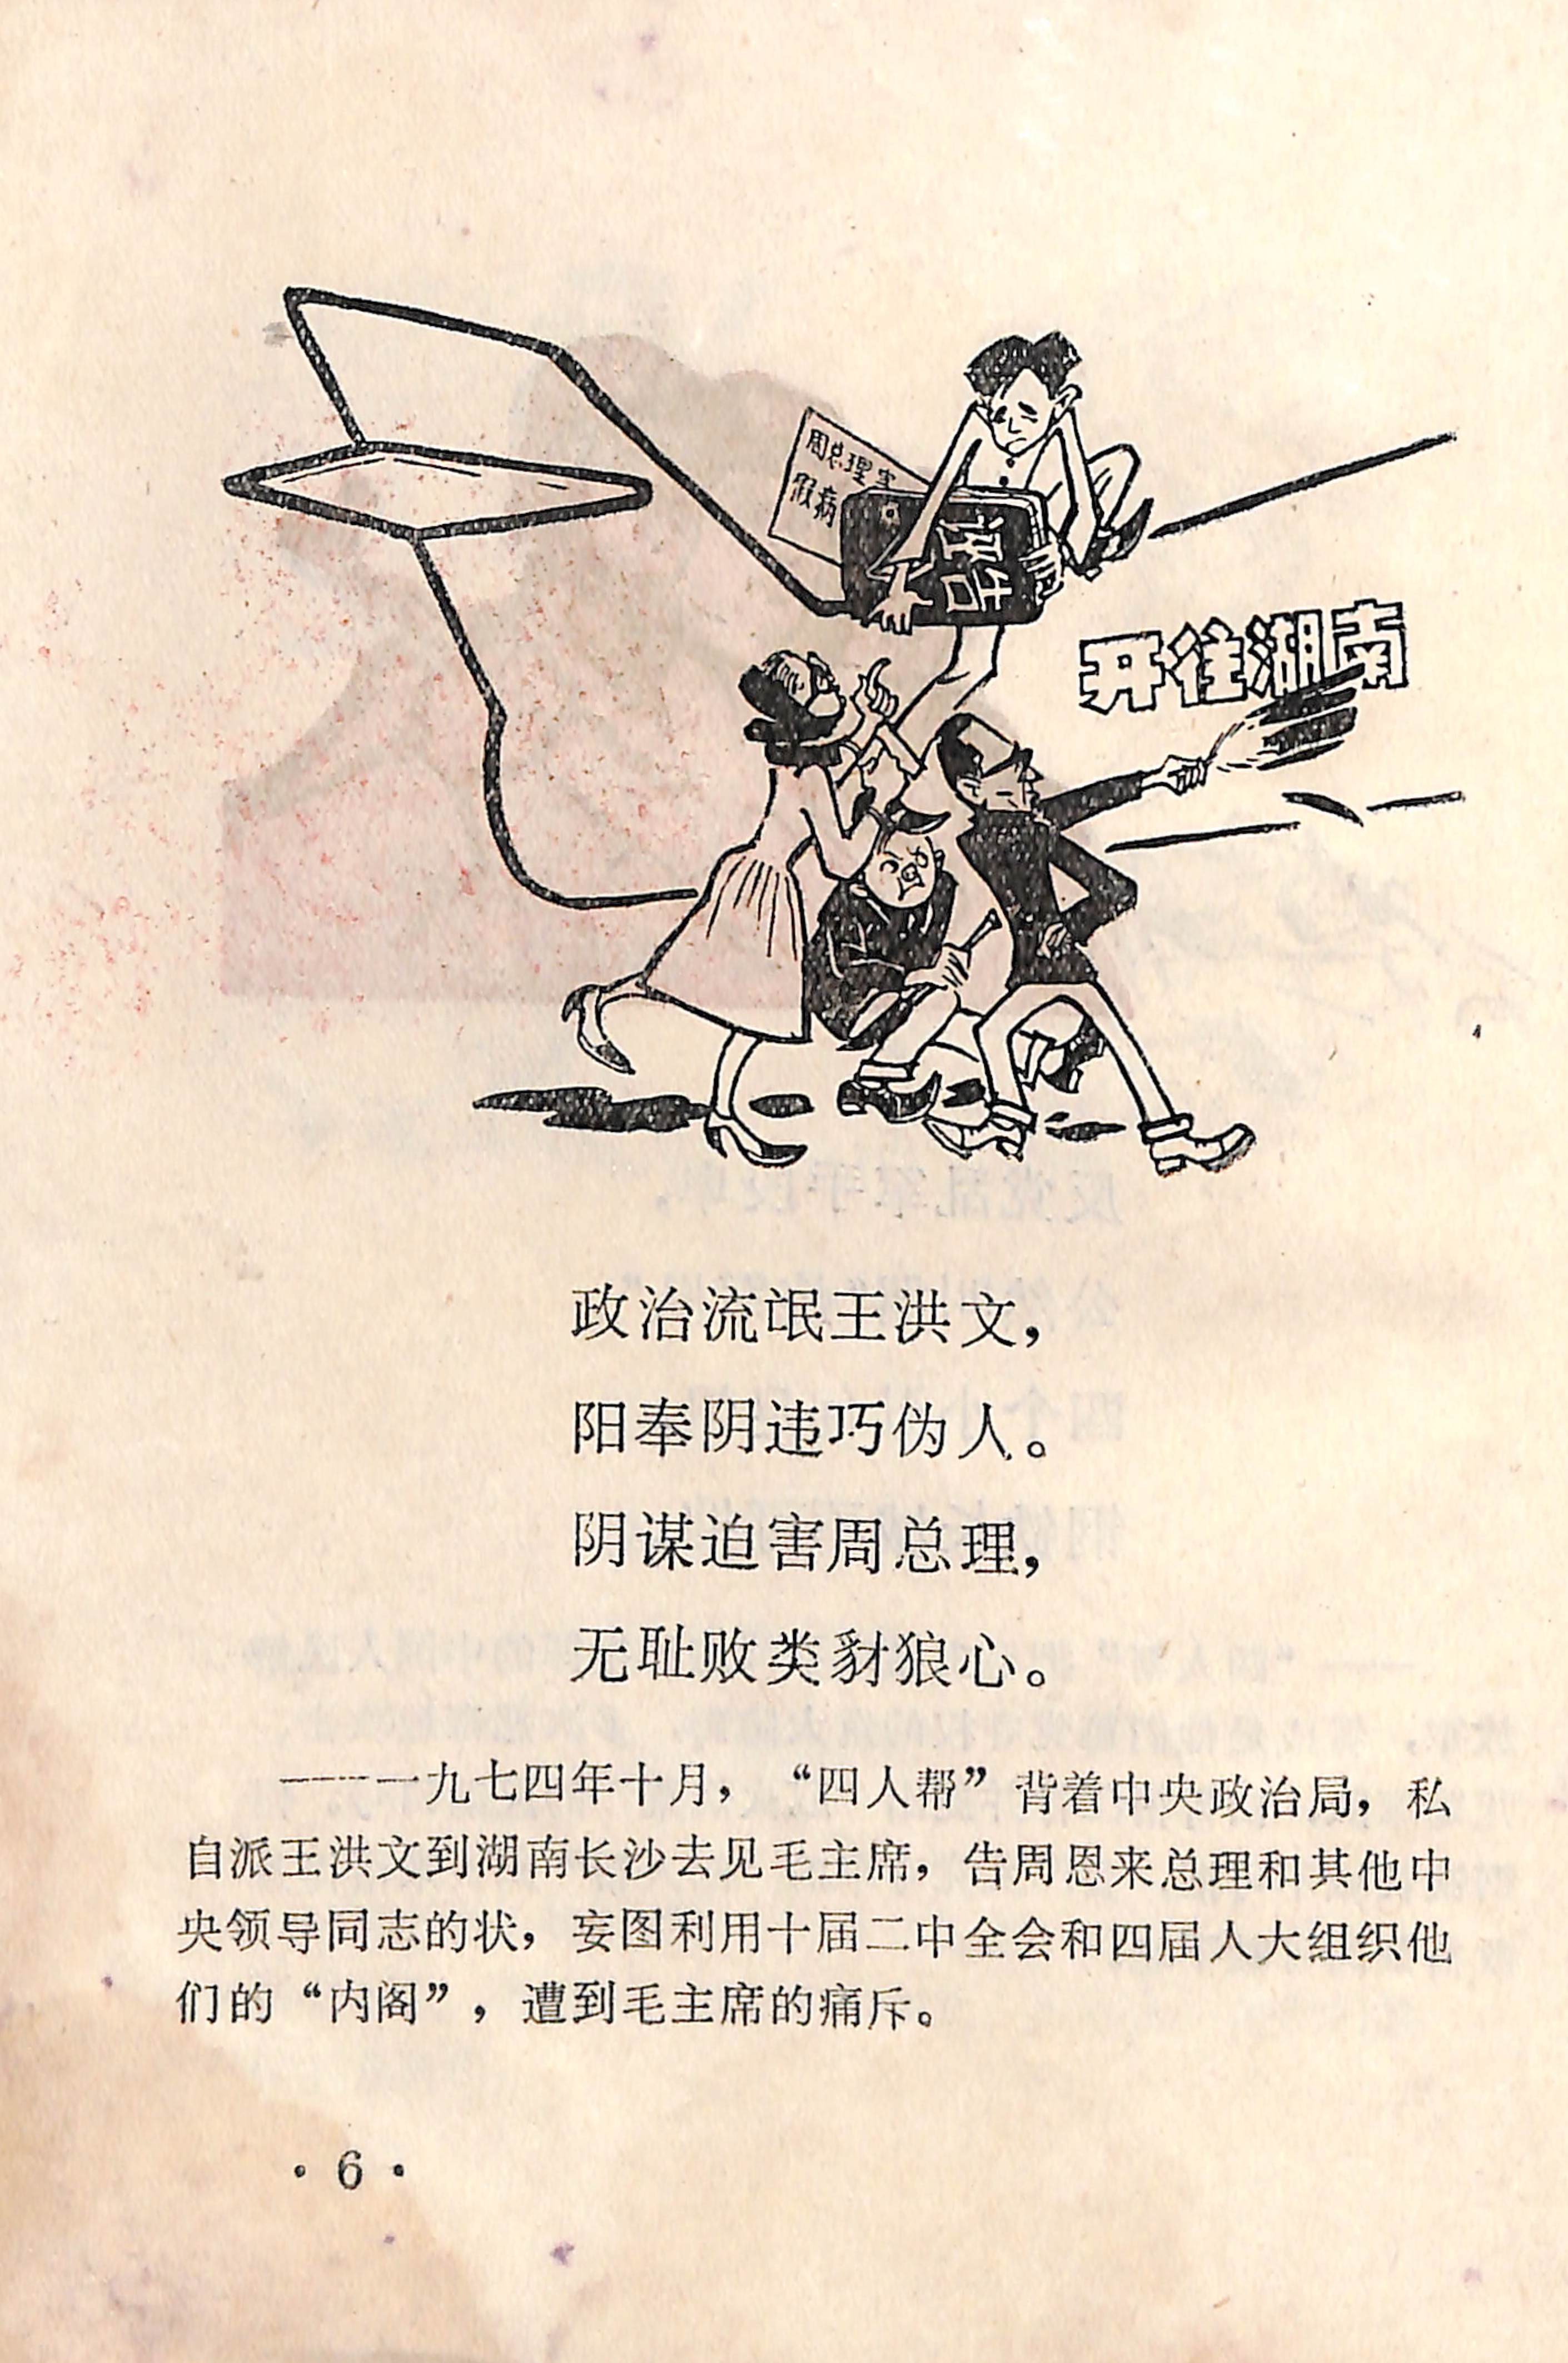 周总理害
假病
诬告
开往湖南
政治流氓王洪文，
阳奉阴违巧伪人。
阴谋迫害周总理，
无耻败类豺狼心。
——一九七四年十月，“四人帮”背着中央政治局，私
自派王洪文到湖南长沙去见毛主席，告周恩来总理和其他中
央领导同志的状，妄图利用十届二中全会和四届人大组织他
们的“内阁”，遭到毛主席的痛斥。
·6·